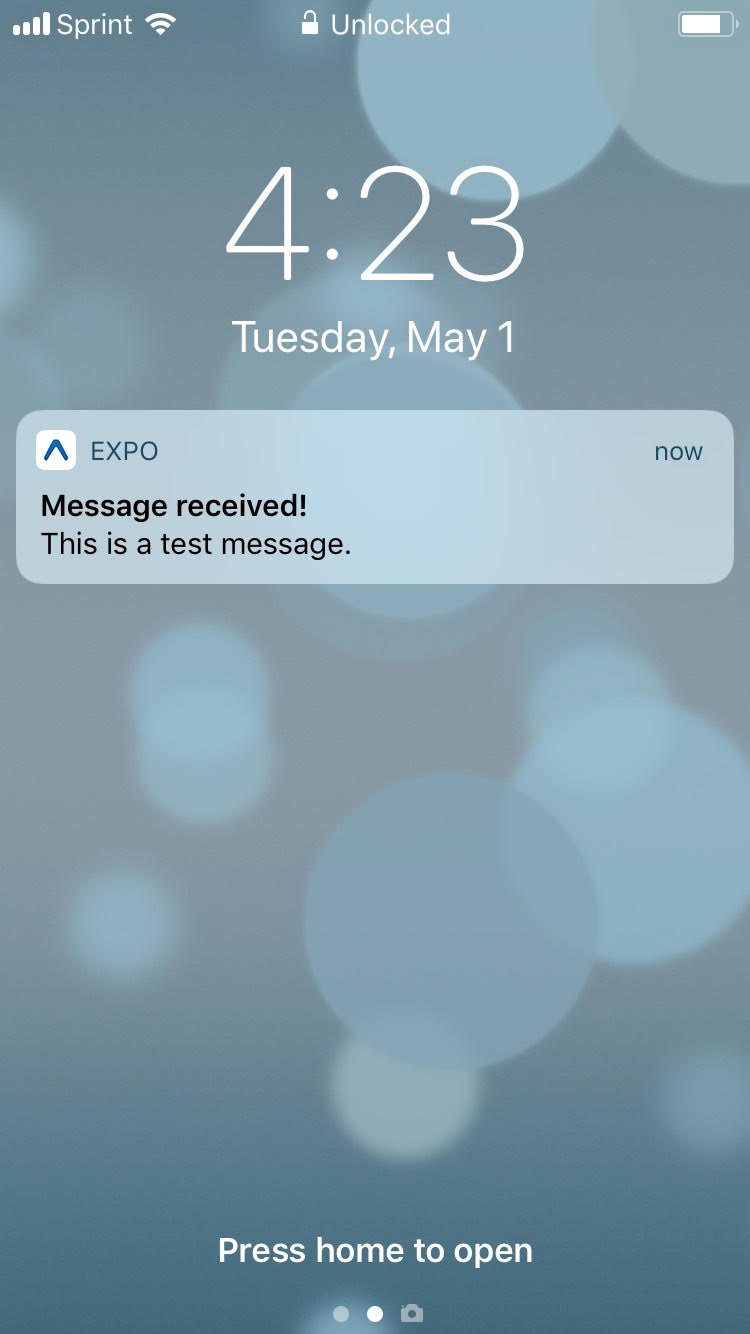 Sprint Unlocked
4:23
Tuesday, May 1
EXPO now
Message received!
This is a test message.
Press home to open